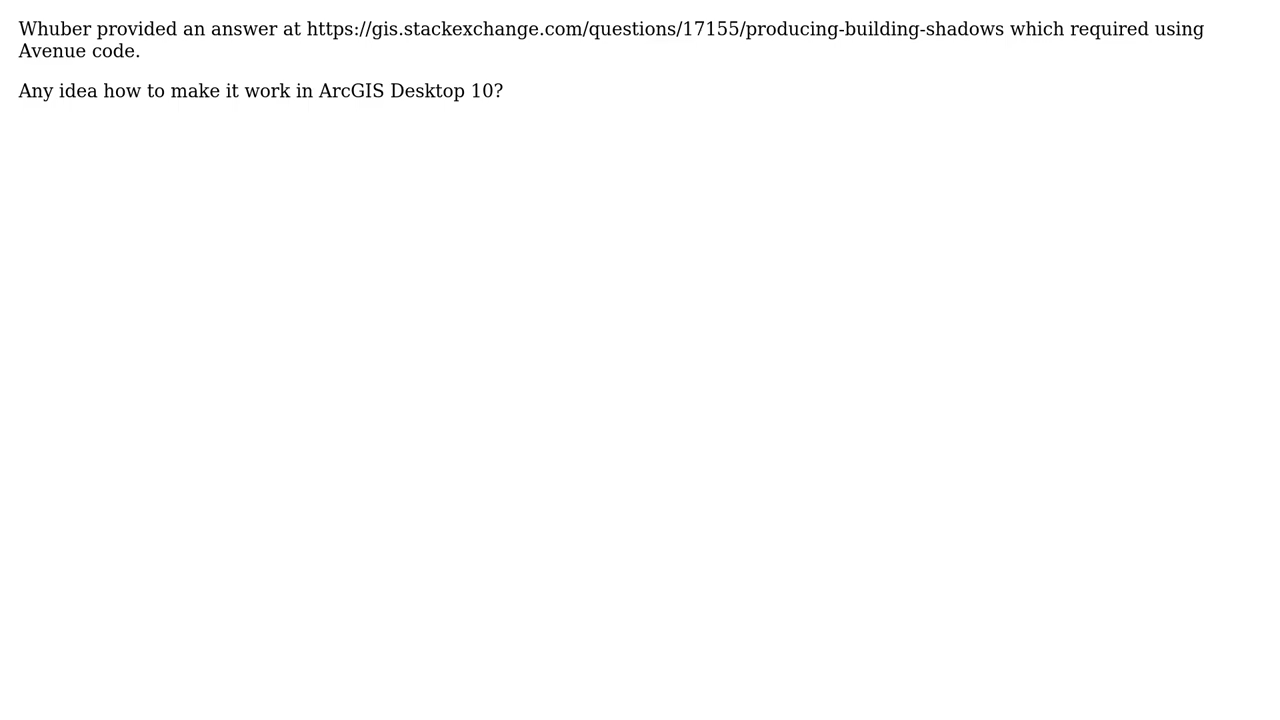 Whuber provided an answer at https://gis.stackexchange.com/questions/17155/producing-building-shadows which required using
Avenue code.
Any idea how to make it work in ArcGIS Desktop 10?